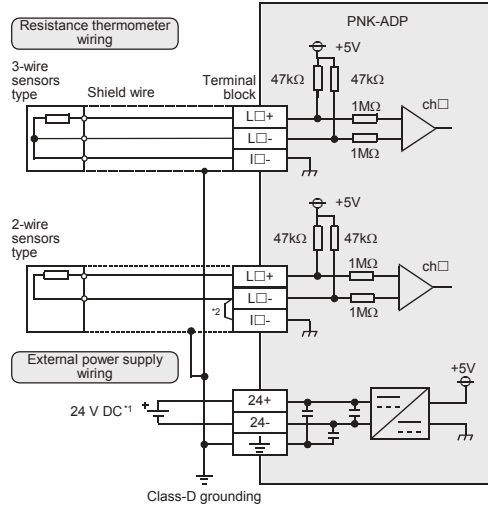 Resistance thermometer
wiring
PNK-ADP
+5V
3-wire
sensors
type
Shield wire
Terminal
block
47kΩ
47kΩ
1MΩ
L□+
L□-
I□-
1MΩ
ch□
2-wire
sensors
type
+5V
47kΩ
47kΩ
1MΩ
L□+
L□-
I□-
*2
1MΩ
ch□
External power supply
wiring
+5V
24 V DC*1
+
24+
24-
Class-D grounding